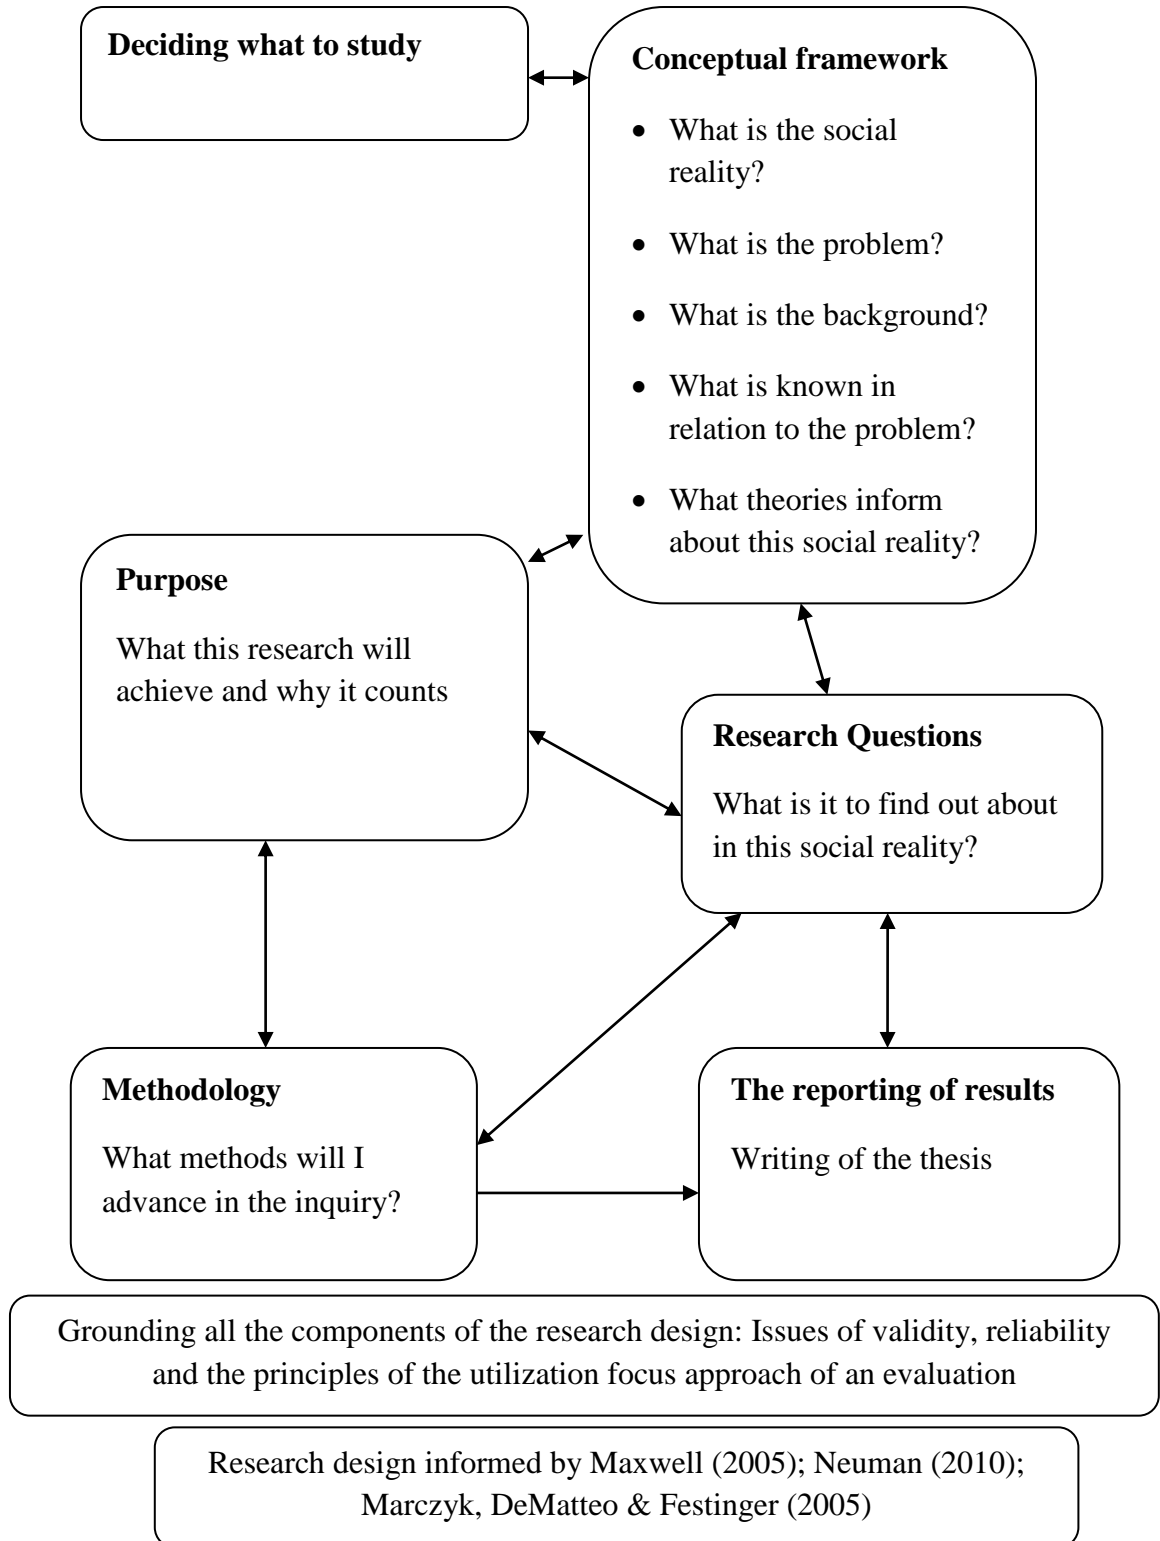 Deciding what to study
Conceptual framework
• What is the social
reality?
• What is the problem?
• What is the background?
• What is known in
relation to the problem?
• What theories inform
about this social reality?
Purpose
What this research will
achieve and why it counts
Research Questions
What is it to find out about
in this social reality?
Methodology
What methods will I
advance in the inquiry?
The reporting of results
Writing of the thesis
Grounding all the components of the research design: Issues of validity, reliability
and the principles of the utilization focus approach of an evaluation
Research design informed by Maxwell (2005); Neuman (2010);
Marczyk, DeMatteo & Festinger (2005)